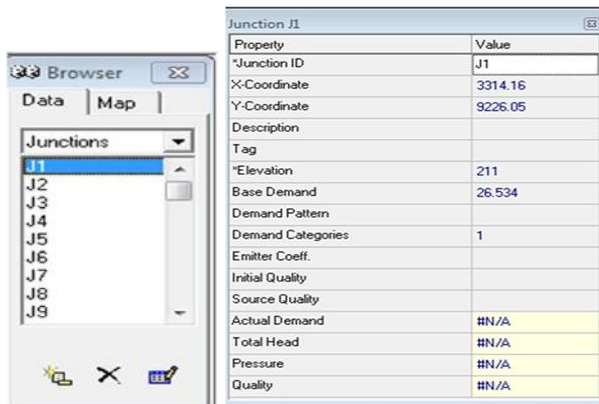 Browser
Data Map
Junctions
J1
J2
J3
J4
J5
J6
J7
J8
J9
Junction J1
Property Value
*Junction ID J1
X-Coordinate 3314.16
Y-Coordinate 9226.05
Description
Tag
*Elevation 211
Base Demand 26.534
Demand Pattern
Demand Categories 1
Emitter Coeff.
Initial Quality
Source Quality
Actual Demand #N/A
Total Head #N/A
Pressure #N/A
Quality #N/A